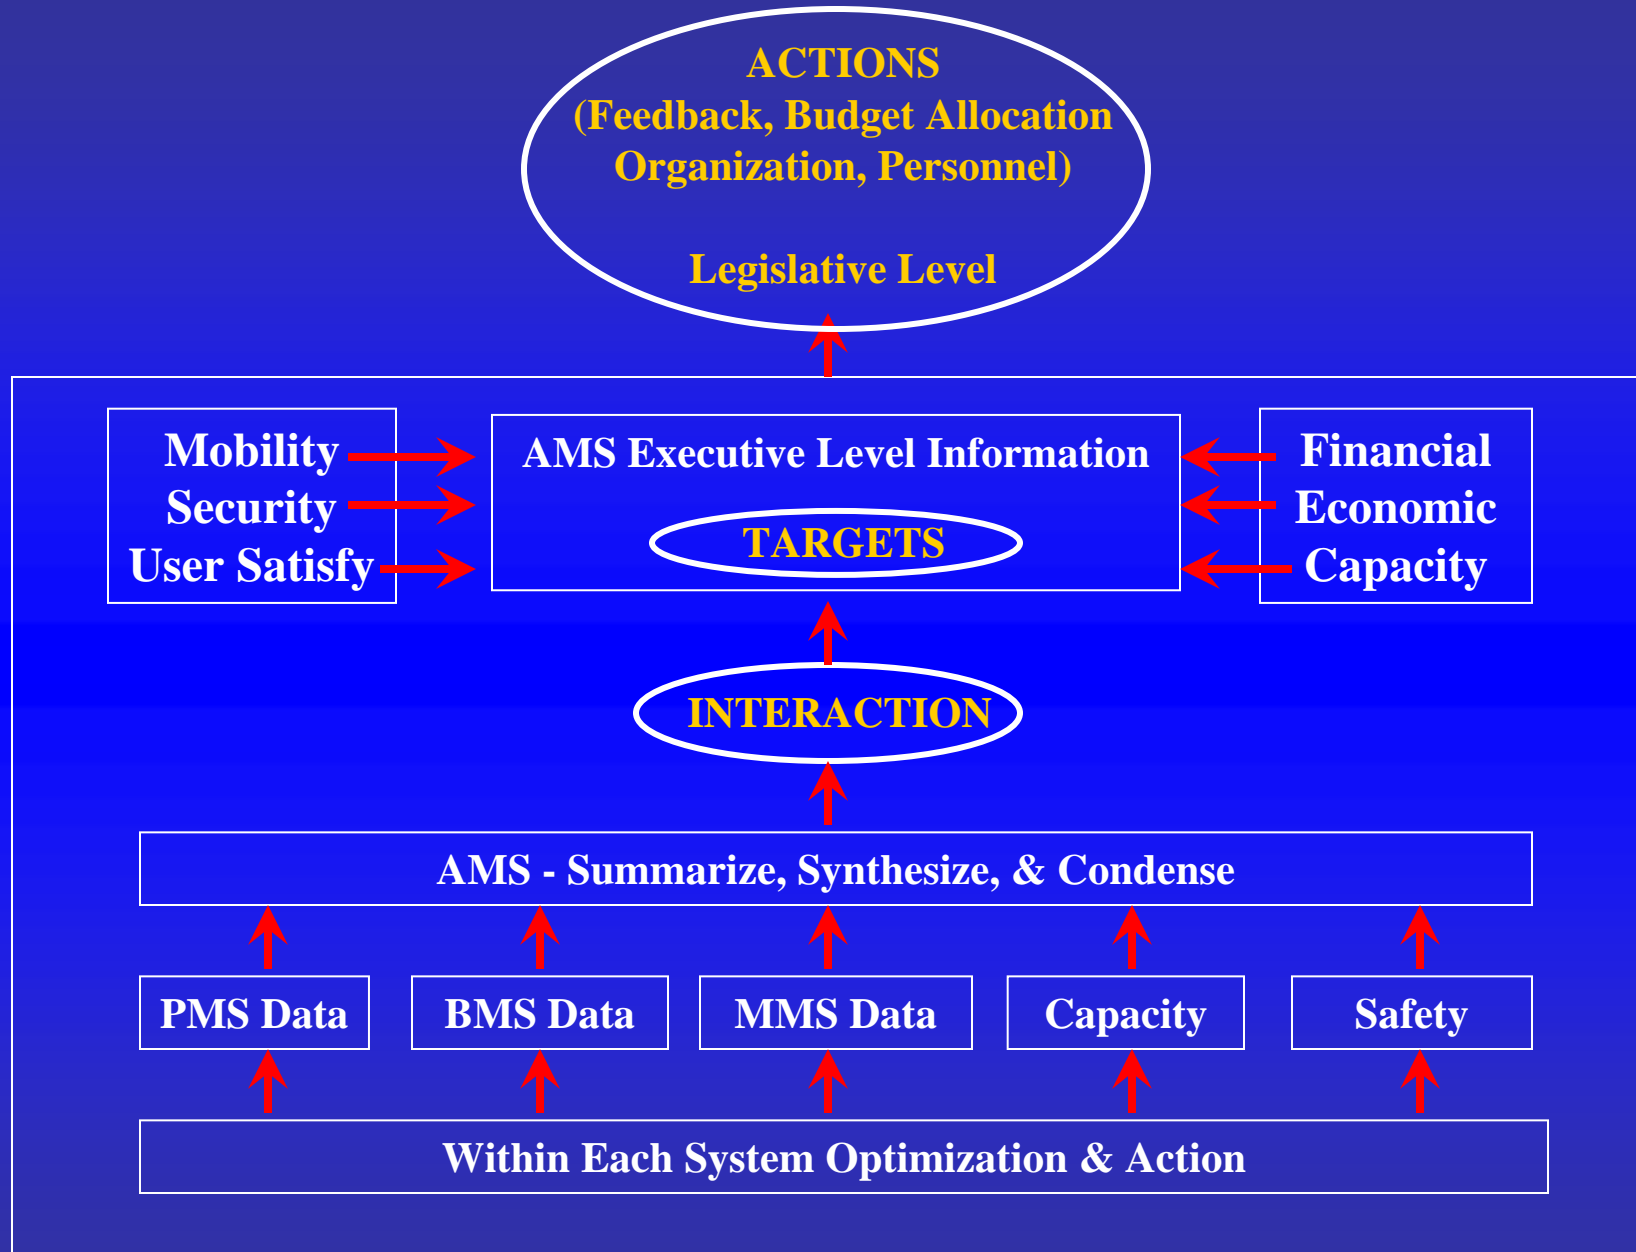 ACTIONS
(Feedback, Budget Allocation
Organization, Personnel)
Legislative Level
Mobility
Security
User Satisfy
AMS Executive Level Information
TARGETS
Financial
Economic
Capacity
INTERACTION
AMS - Summarize, Synthesize, & Condense
PMS Data
BMS Data
MMS Data
Capacity
Safety
Within Each System Optimization & Action